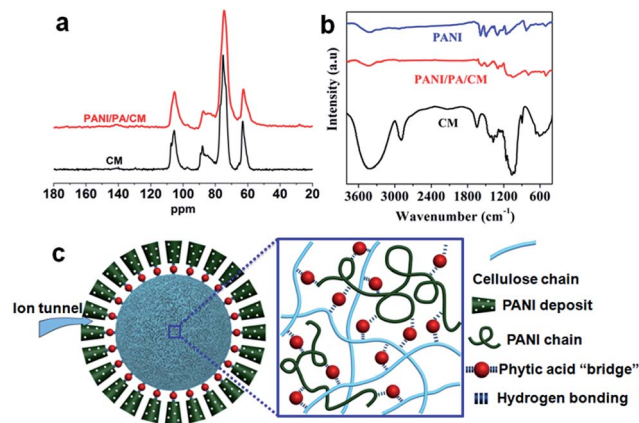 a
PANI/PA/CM
CM
180 160 140 120 100 80 60 40 20
ppm
b
Intensity (a.u)
PANI
PANI/PA/CM
CM
3600 3000 2400 1800 1200 600
Wavenumber (cm-1)
c
Ion tunnel
Cellulose chain
PANI deposit
PANI chain
Phytic acid “bridge”
Hydrogen bonding